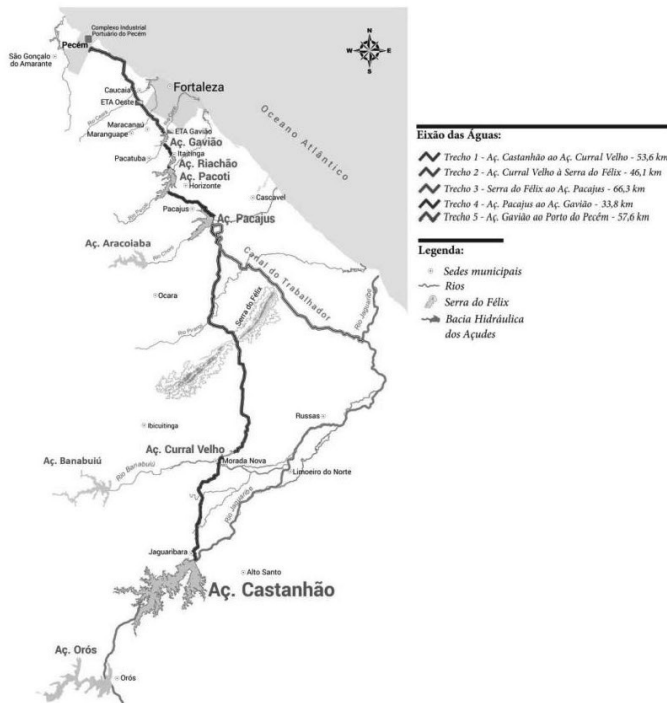 Complexo Industrial
Portuário do Pecém
Pecém
São Gonçalo
do Amarante
Caucaia
ETA Oeste
Fortaleza
Rio Ceará
Maracanaú
Maranguape
ETA Gavião
Aç. Gavião
Itaitinga
Pacatuba
Aç. Riachão
Aç. Pacoti
Horizonte
Cascavel
Pacajus
Aç. Pacajus
Aç. Aracoiaba
Canal do Trabalhador
Oceano Atlântico
N
W
E
S
Ocara
Rio Pirangi
Serra do Félix
Rio Jaguaribe
Ibicuitinga
Russas
Aç. Curral Velho
Morada Nova
Aç. Banabuiú
Rio Banabuiú
Limoeiro do Norte
Rio Jaguaribe
Jaguaribara
Alto Santo
Aç. Castanhão
Aç. Orós
Orós
Eixão das Águas:
Trecho 1 - Aç. Castanhão ao Aç. Curral Velho - 53,6 km
Trecho 2 - Aç. Curral Velho à Serra do Félix - 46,1 km
Trecho 3 - Serra do Félix ao Aç. Pacajus - 66,3 km
Trecho 4 - Aç. Pacajus ao Aç. Gavião - 33,8 km
Trecho 5 - Aç. Gavião ao Porto do Pecém - 57,6 km
Legenda:
Sedes municipais
Rios
Serra do Félix
Bacia Hidráulica
dos Açudes